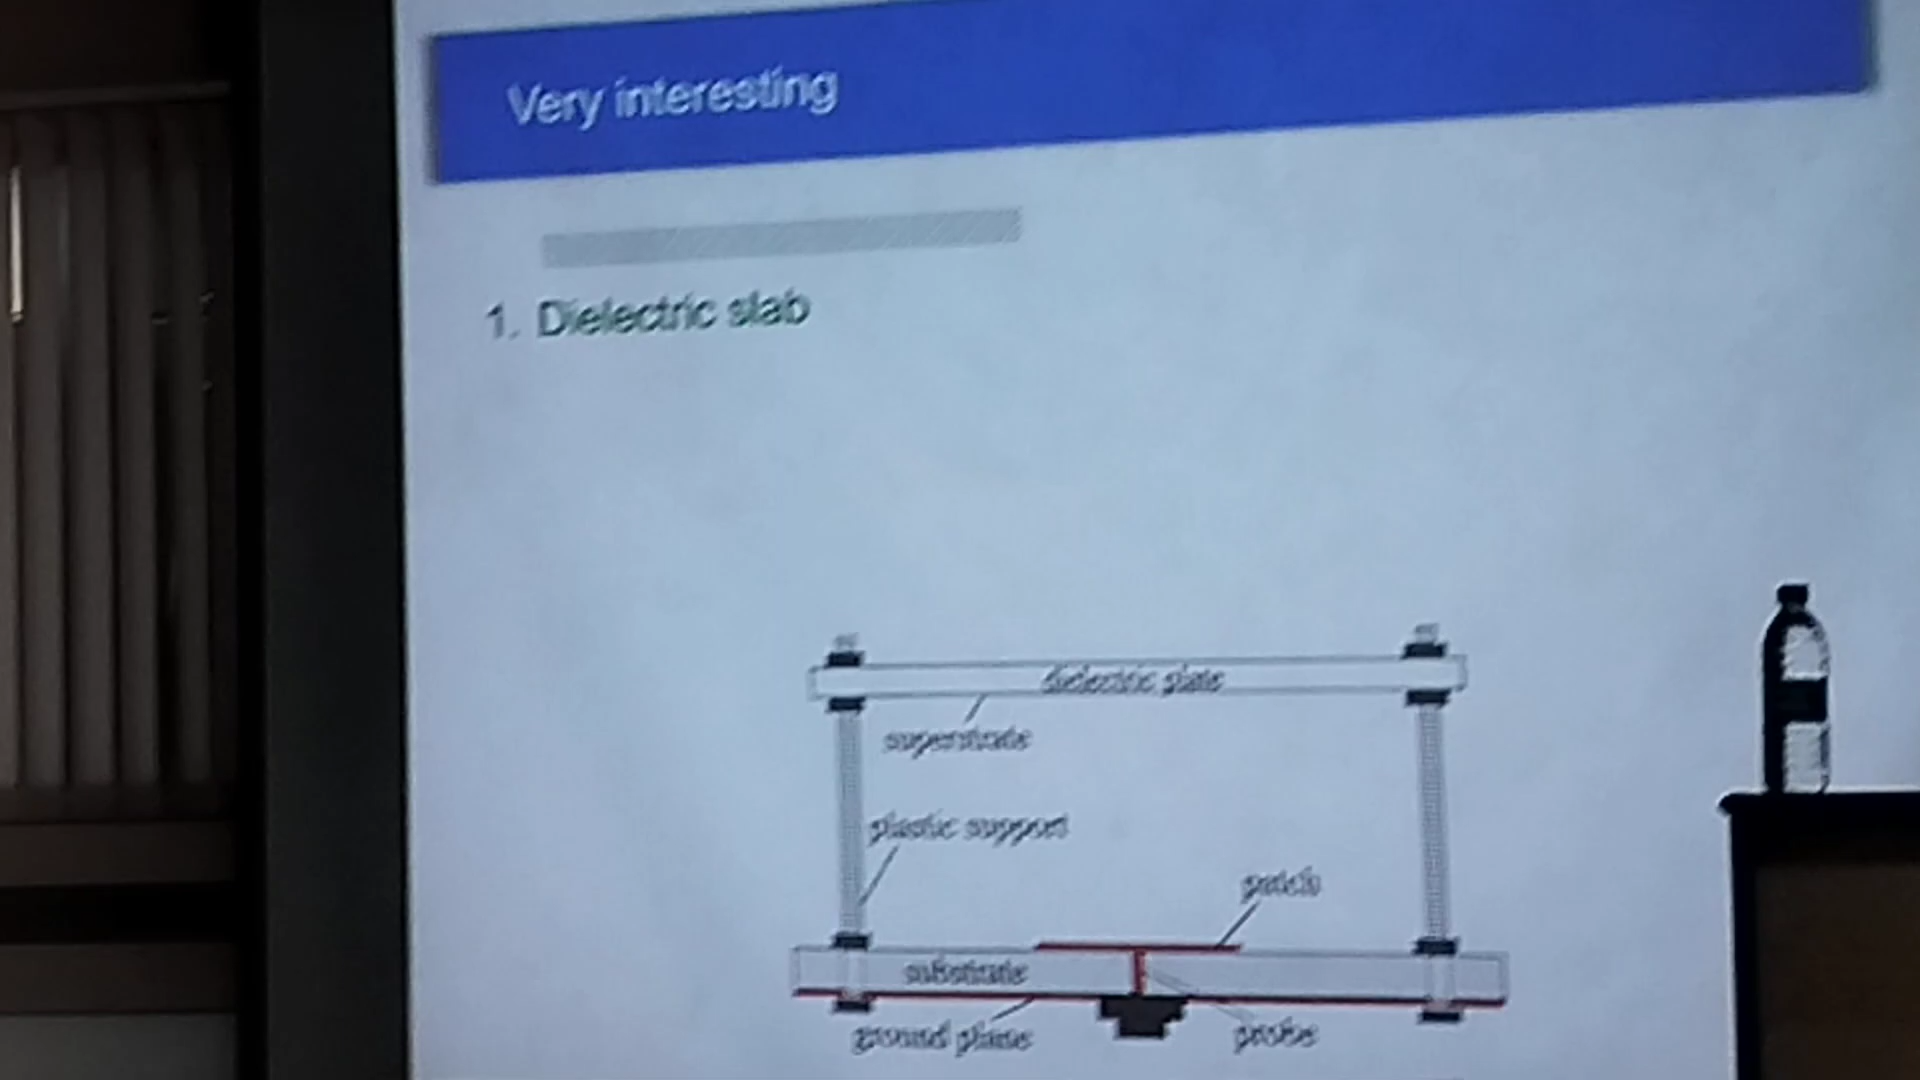 Very interesting
1. Dielectric slab
dielectric plate
superstrate
plastic support
patch
substrate
ground plane
probe